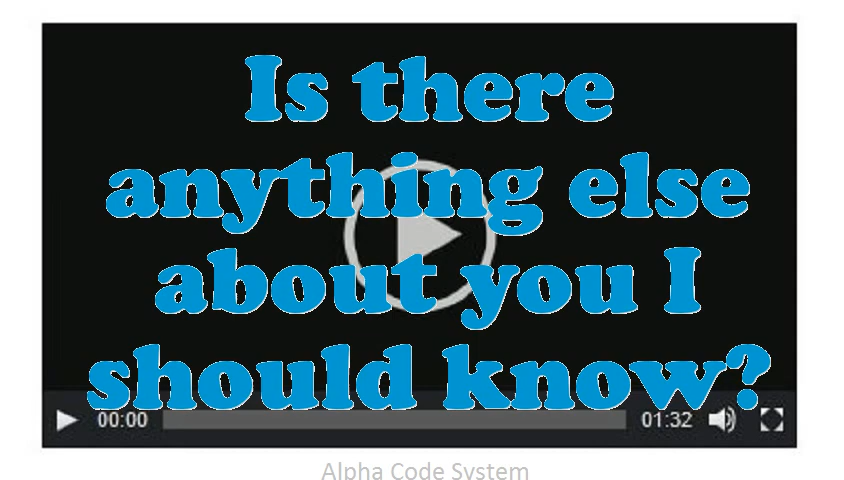 Is there
anything else
about you I
should know?
00:00 01:32
Alpha Code System